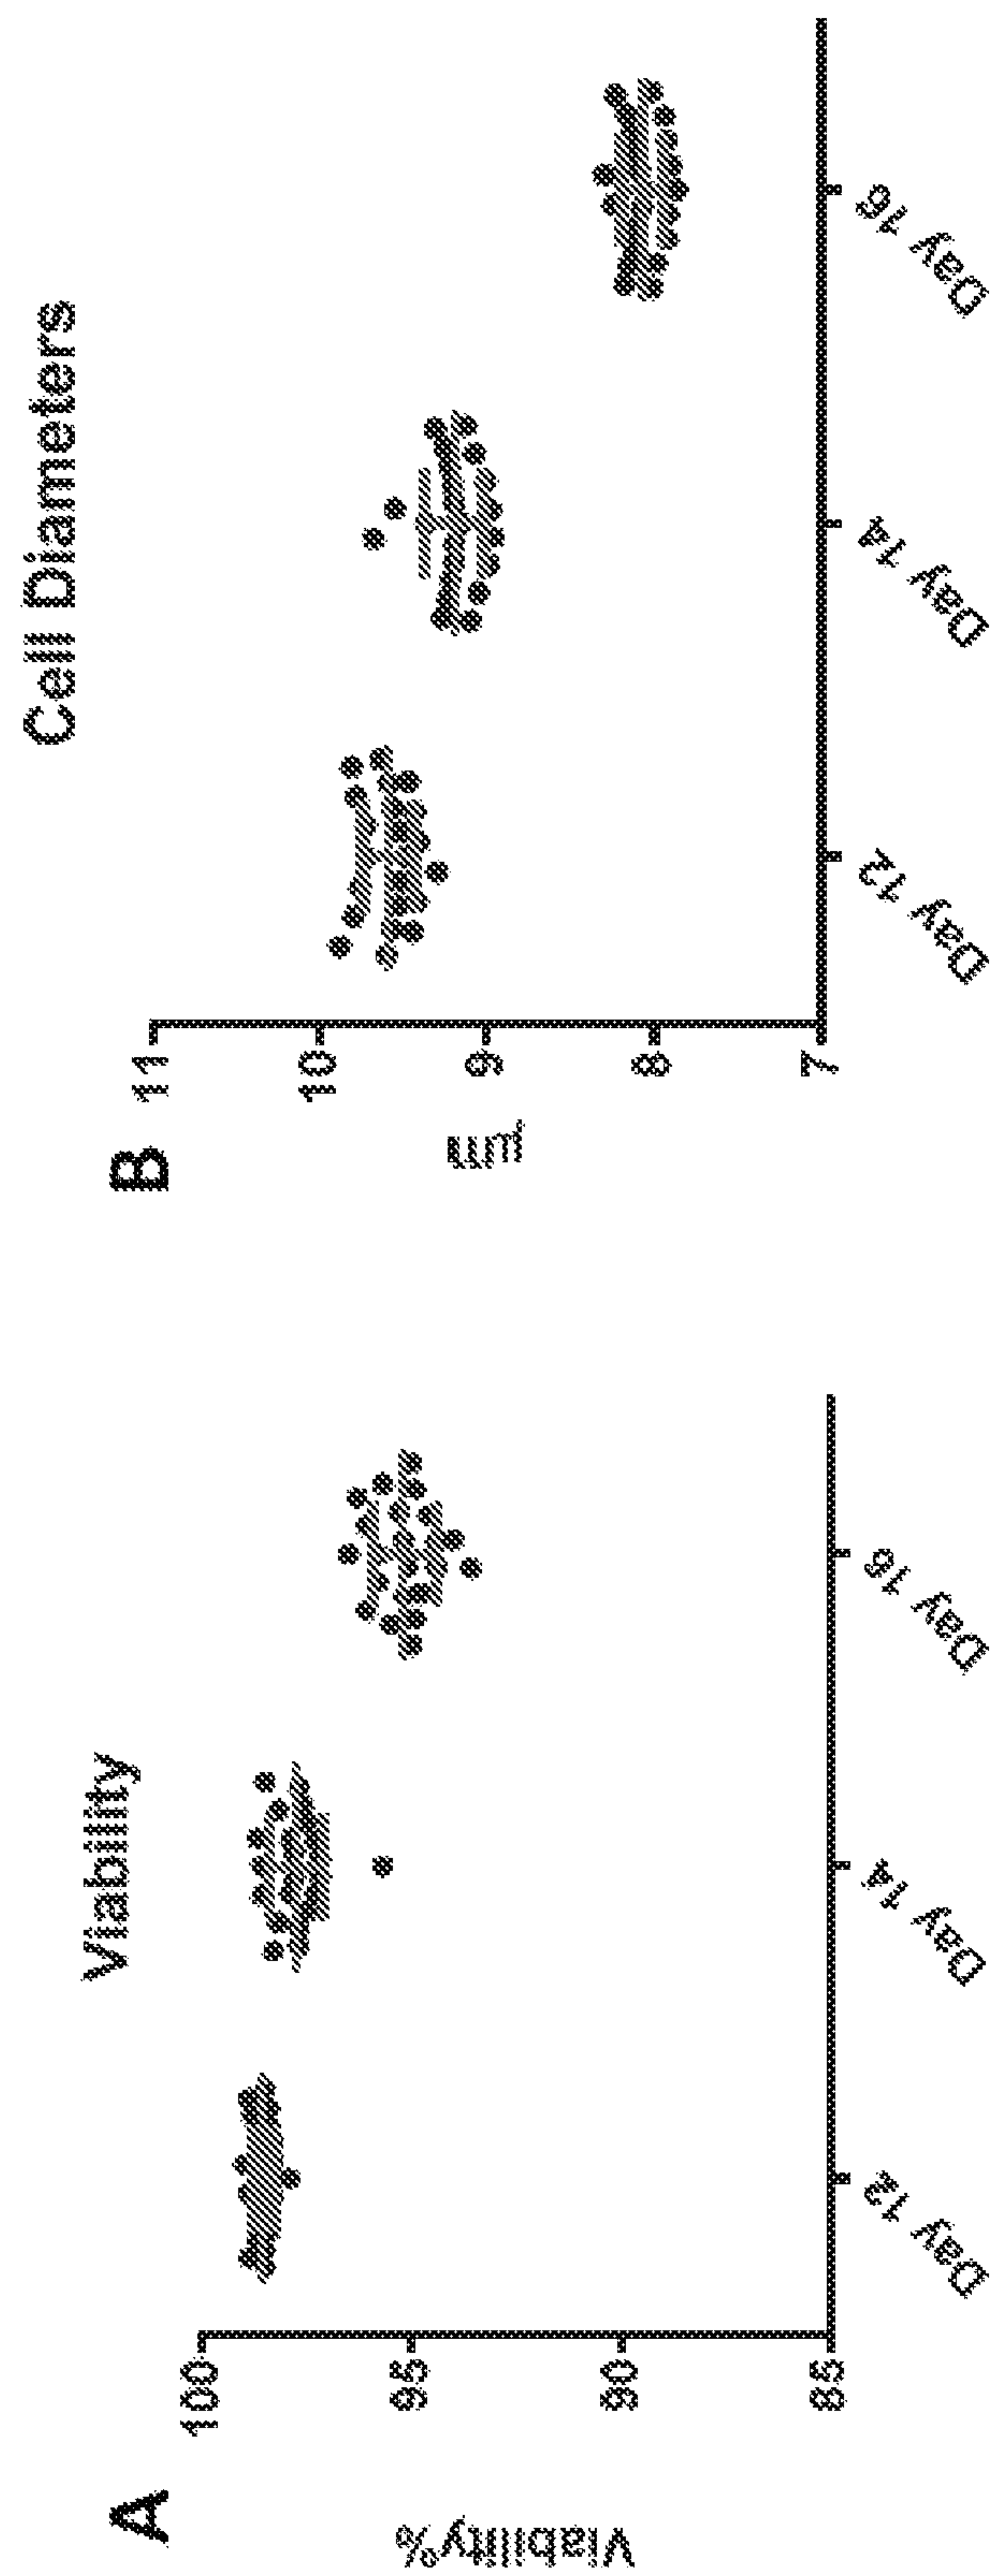 A
Viability
Viability%
100
95
90
85
Day 12
Day 14
Day 16
B
Cell Diameters
µm
11
10
9
8
7
Day 12
Day 14
Day 16